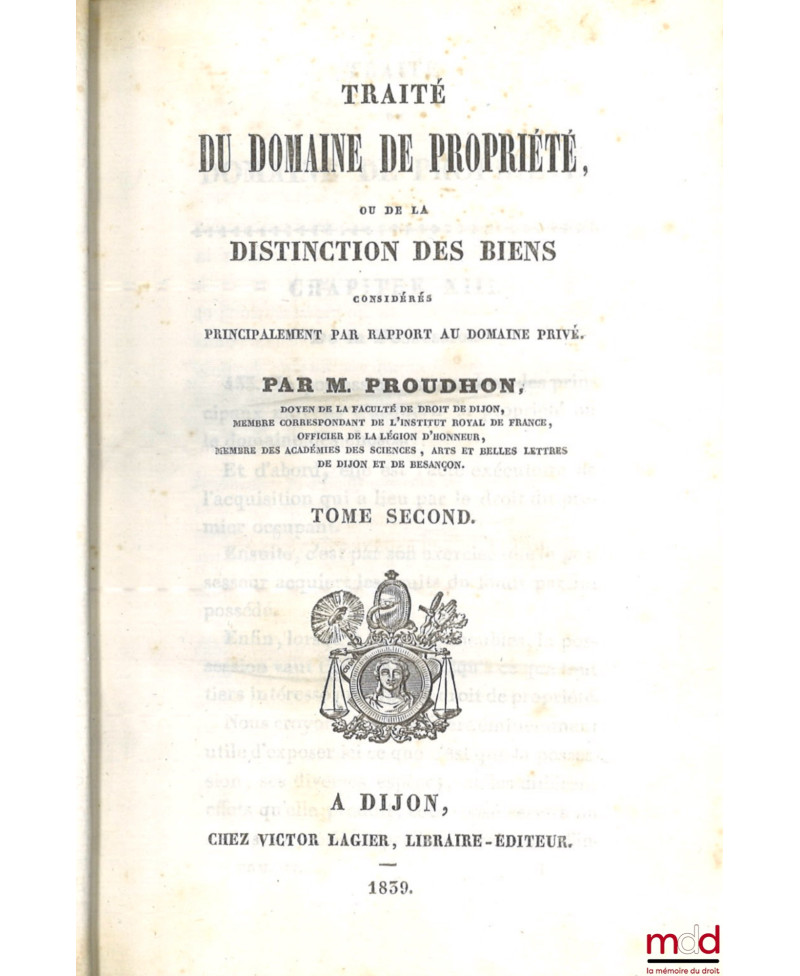 TRAITÉ
DU DOMAINE DE PROPRIÉTÉ,
OU DE LA
DISTINCTION DES BIENS
CONSIDÉRÉS
PRINCIPALEMENT PAR RAPPORT AU DOMAINE PRIVÉ.
PAR M. PROUDHON,
DOYEN DE LA FACULTÉ DE DROIT DE DIJON,
MEMBRE CORRESPONDANT DE L'INSTITUT ROYAL DE FRANCE,
OFFICIER DE LA LÉGION D'HONNEUR,
MEMBRE DES ACADÉMIES DES SCIENCES, ARTS ET BELLES LETTRES
DE DIJON ET DE BESANÇON.
TOME SECOND.
A DIJON,
CHEZ VICTOR LAGIER, LIBRAIRE-ÉDITEUR.
1839.
mdd
la mémoire du droit